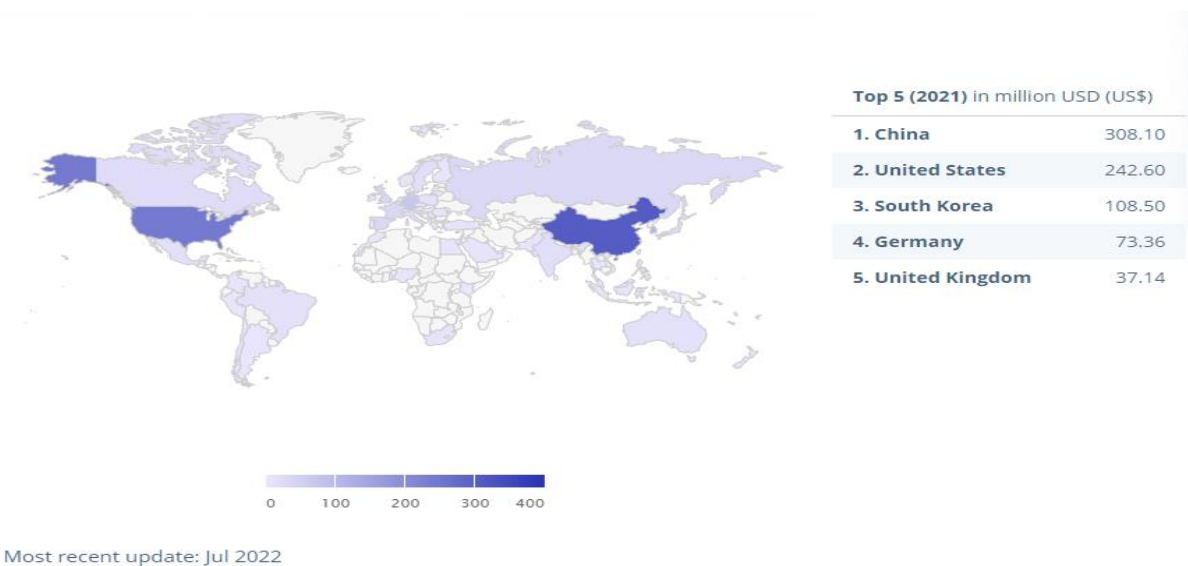 Top 5 (2021) in million USD (US$)
1. China 308.10
2. United States 242.60
3. South Korea 108.50
4. Germany 73.36
5. United Kingdom 37.14
0 100 200 300 400
Most recent update: Jul 2022